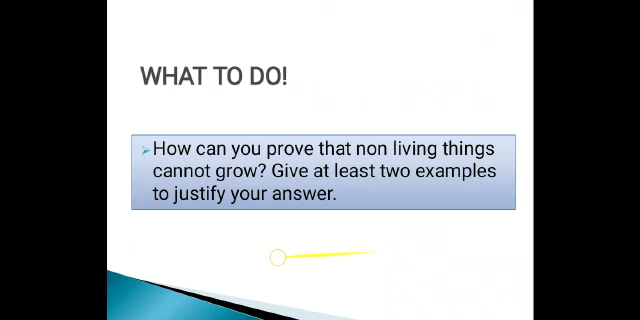 WHAT TO DO!
How can you prove that non living things
cannot grow? Give at least two examples
to justify your answer.